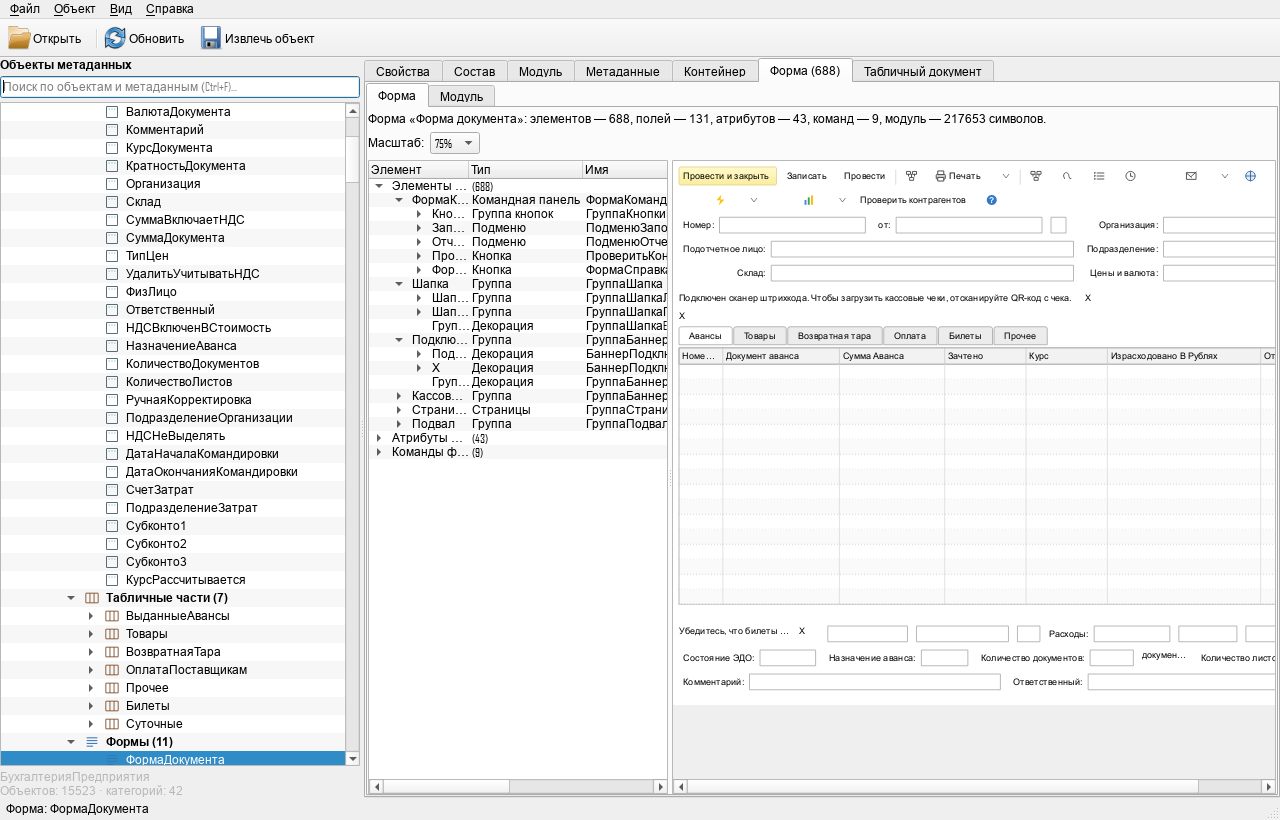 Файл Объект Вид Справка
Открыть Обновить Извлечь объект
Объекты метаданных
Поиск по объектам и метаданным (Ctrl+F)...
ВалютаДокумента
Комментарий
КурсДокумента
КратностьДокумента
Организация
Склад
СуммаВключаетНДС
СуммаДокумента
ТипЦен
УдалитьУчитыватьНДС
ФизЛицо
Ответственный
НДСВключенВСтоимость
НазначениеАванса
КоличествоДокументов
КоличествоЛистов
РучнаяКорректировка
ПодразделениеОрганизации
НДСНеВыделять
ДатаНачалаКомандировки
ДатаОкончанияКомандировки
СчетЗатрат
ПодразделениеЗатрат
Субконто1
Субконто2
Субконто3
КурсРассчитывается
Табличные части (7)
ВыданныеАвансы
Товары
ВозвратнаяТара
ОплатаПоставщикам
Прочее
Билеты
Суточные
Формы (11)
ФормаДокумента
БухгалтерияПредприятия
Объектов: 15523 · категорий: 42
Форма: ФормаДокумента
Свойства Состав Модуль Метаданные Контейнер Форма (688) Табличный документ
Форма Модуль
Форма «Форма документа»: элементов — 688, полей — 131, атрибутов — 43, команд — 9, модуль — 217653 символов.
Масштаб: 75%
Элемент Тип Имя
Элементы ... (688)
ФормаК... Командная панель ФормаКоманд
Кно... Группа кнопок ГруппаКнопки
Зап... Подменю ПодменюЗапо
Отч... Подменю ПодменюОтче
Про... Кнопка ПроверитьКон
Фор... Кнопка ФормаСправка
Шапка Группа ГруппаШапка
Шап... Группа ГруппаШапкаЛ
Шап... Группа ГруппаШапкаП
Груп... Декорация ГруппаШапкаВ
Подклю... Группа ГруппаБаннер
Под... Декорация БаннерПодкл
X Декорация БаннерПодкл
Груп... Декорация ГруппаБаннер
Кассов... Группа ГруппаБаннер
Страни... Страницы ГруппаСтрани
Подвал Группа ГруппаПодвал
Атрибуты ... (43)
Команды ф... (9)
Провести и закрыть Записать Провести Печать
Проверить контрагентов ?
Номер: от: Организация:
Подотчетное лицо: Подразделение:
Склад: Цены и валюта:
Подключен сканер штрихкода. Чтобы загрузить кассовые чеки, отсканируйте QR-код с чека. X
X
Авансы Товары Возвратная тара Оплата Билеты Прочее
Номе... Документ аванса Сумма Аванса Зачтено Курс Израсходовано В Рублях От
Убедитесь, что билеты ... X Расходы:
Состояние ЭДО: Назначение аванса: Количество документов: докумен... Количество листо
Комментарий: Ответственный: